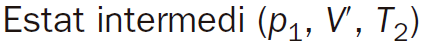 Estat intermedi (p₁, V′, T₂)